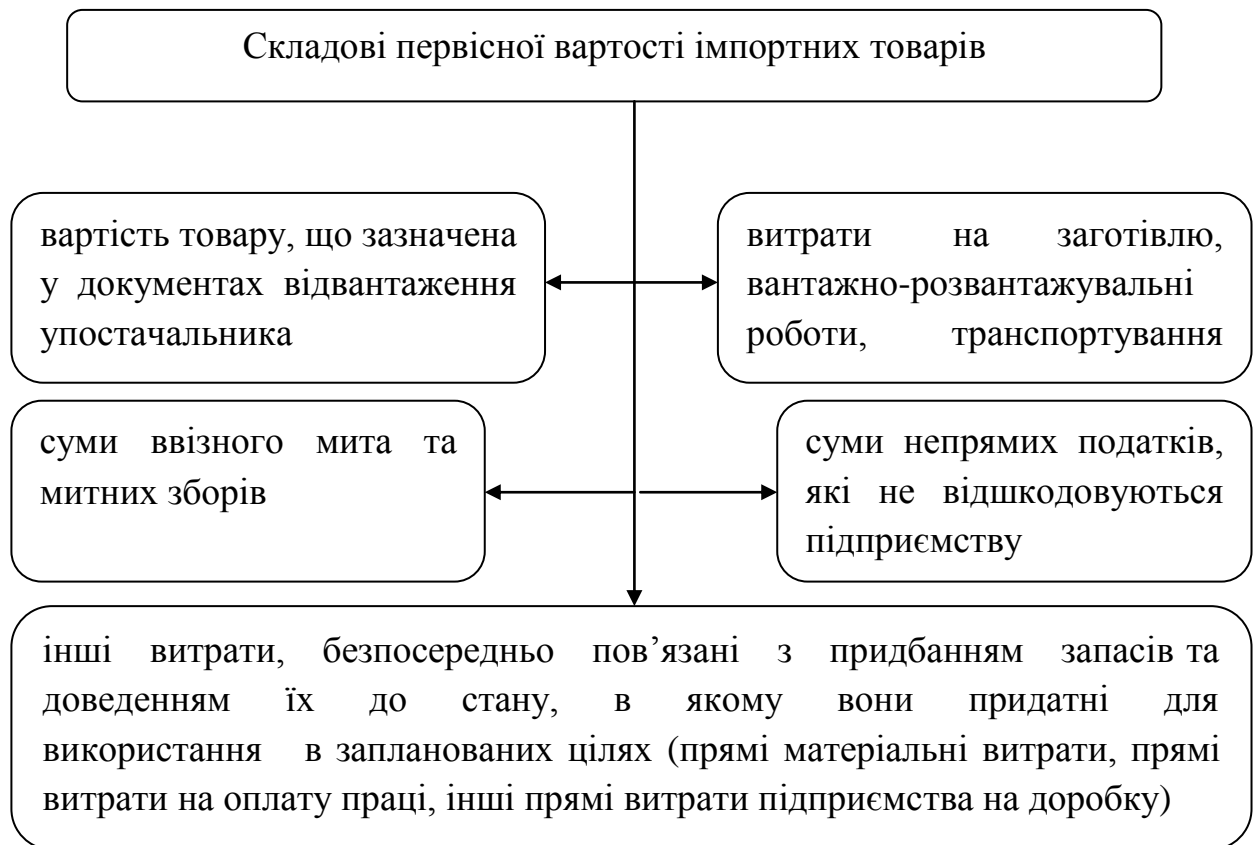 Складові первісної вартості імпортних товарів
вартість товару, що зазначена
у документах відвантаження
упостачальника
витрати на заготівлю,
вантажно-розвантажувальні
роботи, транспортування
суми ввізного мита та
митних зборів
суми непрямих податків,
які не відшкодовуються
підприємству
інші витрати, безпосередньо пов’язані з придбанням запасів та
доведенням їх до стану, в якому вони придатні для
використання в запланованих цілях (прямі матеріальні витрати, прямі
витрати на оплату праці, інші прямі витрати підприємства на доробку)